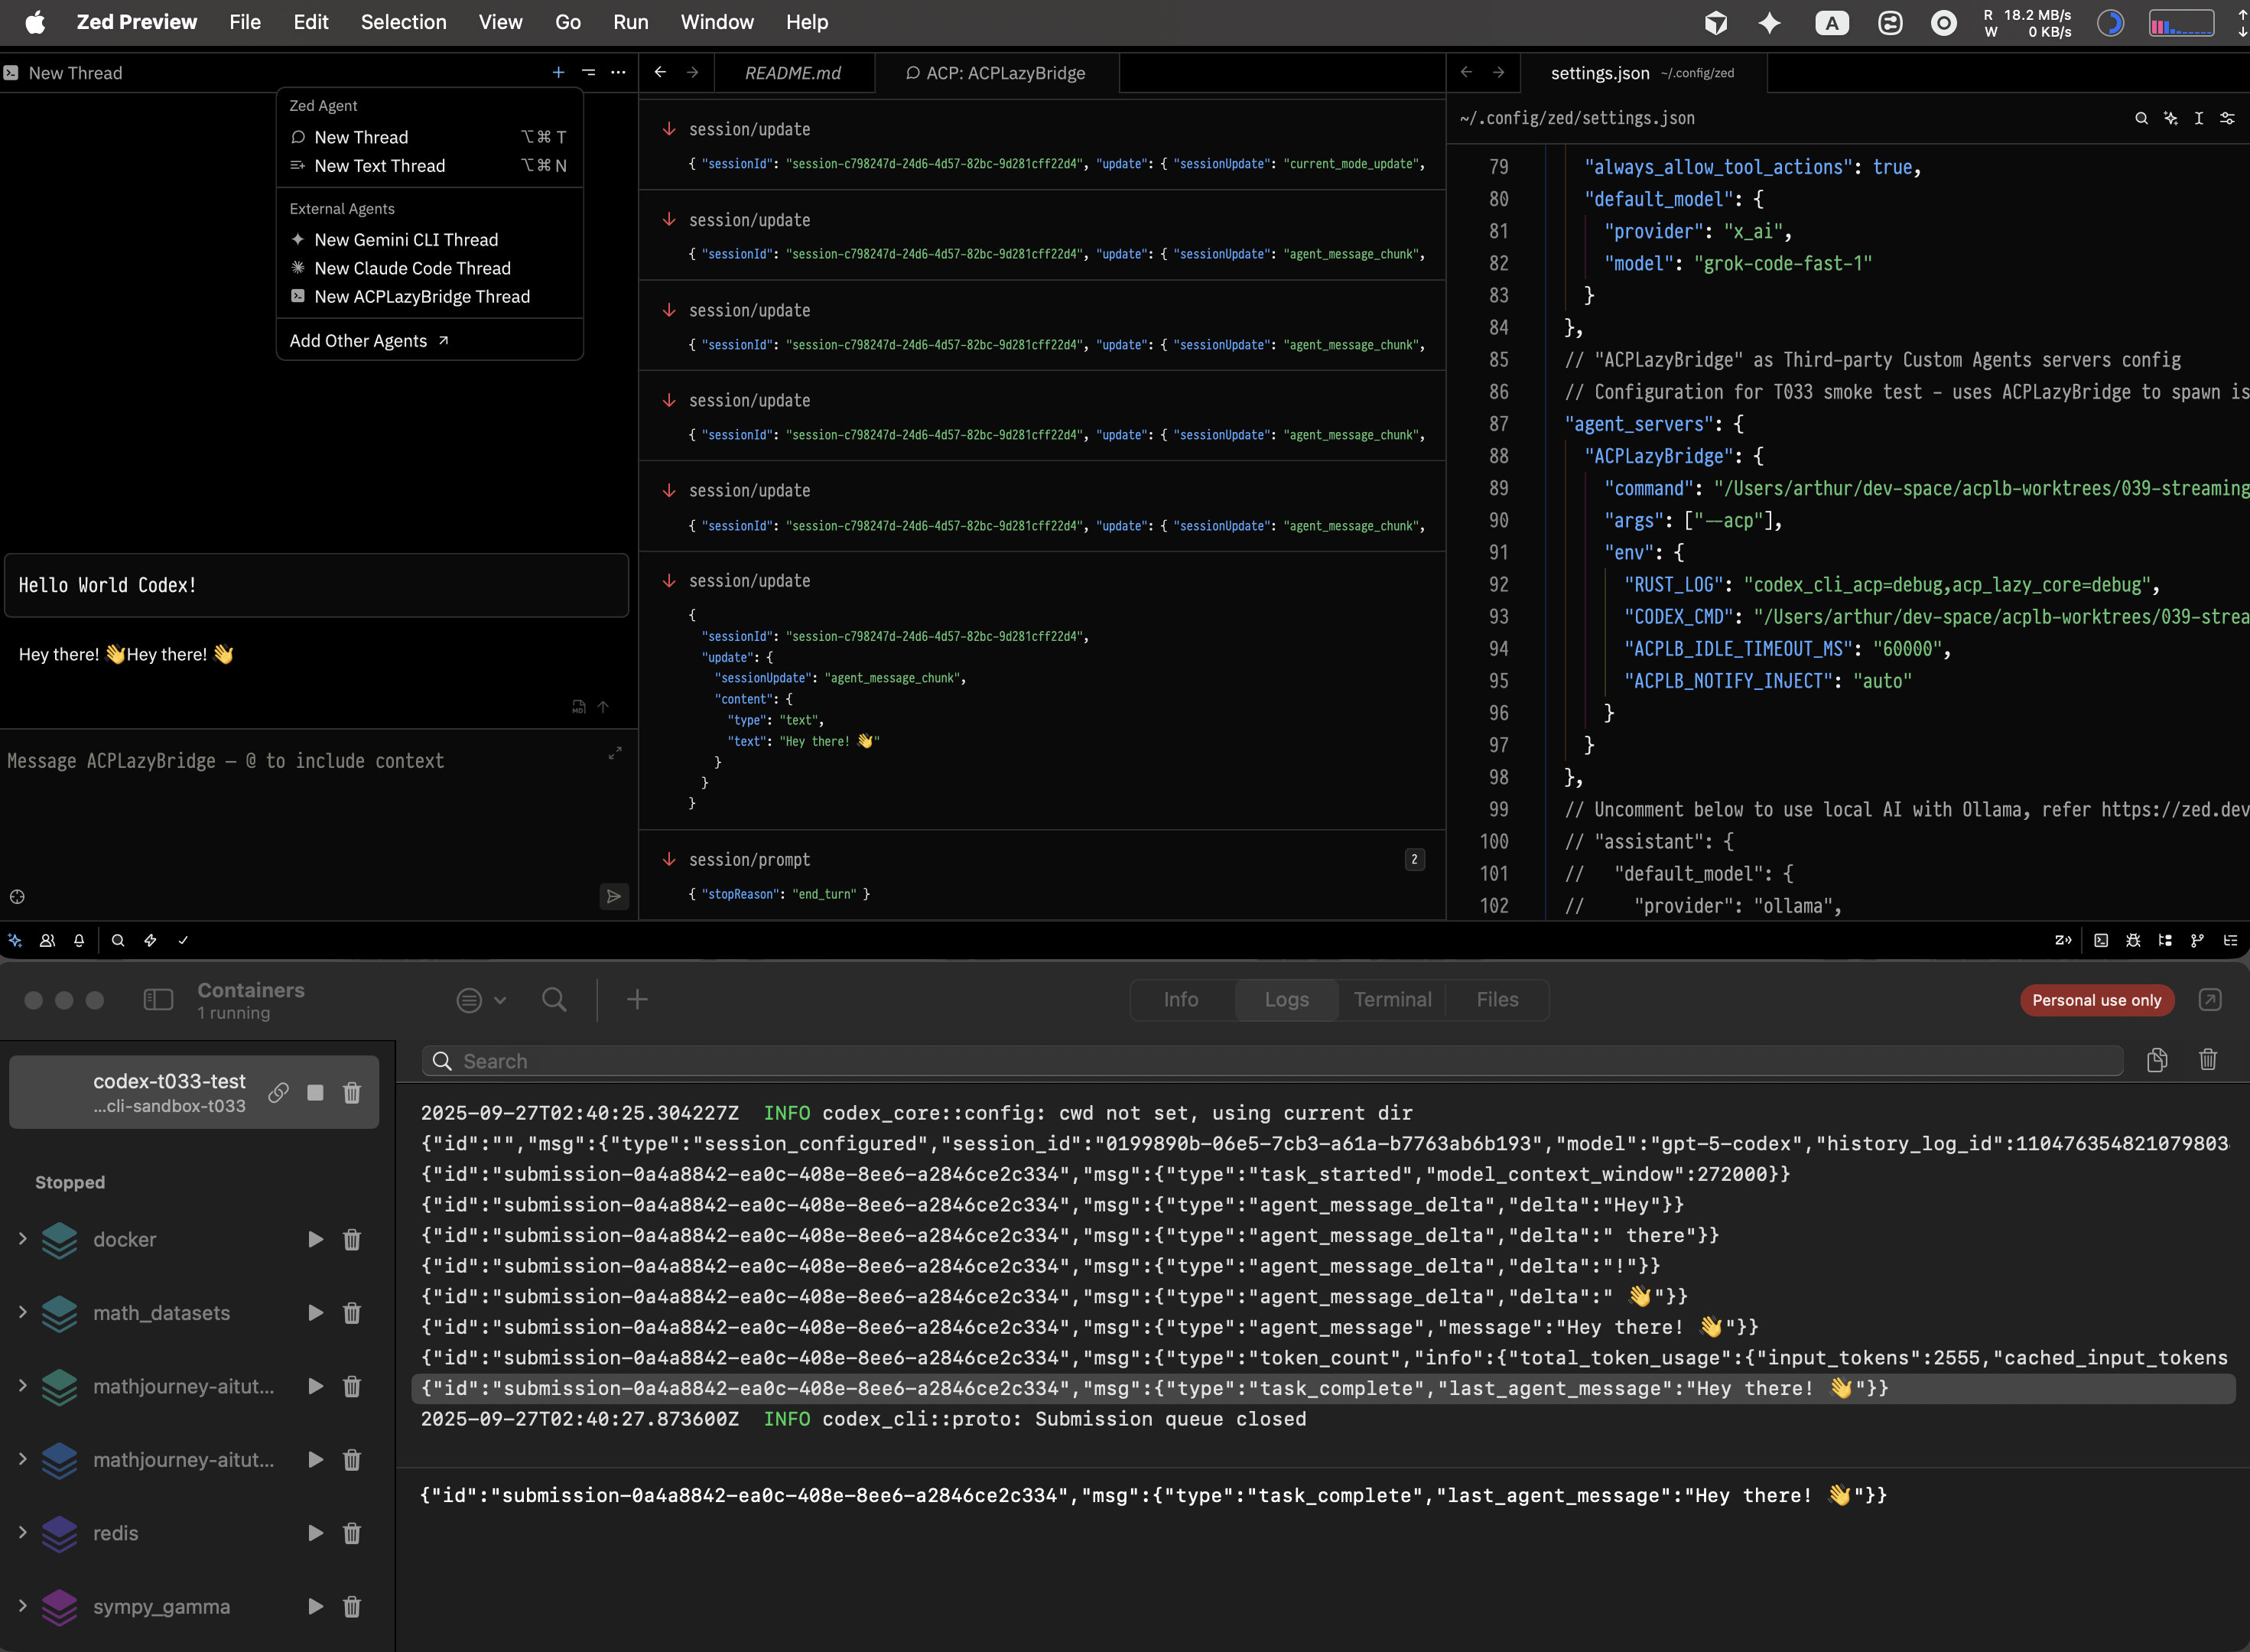 Zed Preview File Edit Selection View Go Run Window Help
A
R 18.2 MB/s
W 0 KB/s
New Thread
Zed Agent
New Thread ⌥⌘ T
New Text Thread ⌥⌘ N
External Agents
New Gemini CLI Thread
New Claude Code Thread
New ACPLazyBridge Thread
Add Other Agents ↗
Hello World Codex!
Hey there! 👋Hey there! 👋
MD
Message ACPLazyBridge — @ to include context
README.md
ACP: ACPLazyBridge
session/update
{ "sessionId": "session-c798247d-24d6-4d57-82bc-9d281cff22d4", "update": { "sessionUpdate": "current_mode_update",
session/update
{ "sessionId": "session-c798247d-24d6-4d57-82bc-9d281cff22d4", "update": { "sessionUpdate": "agent_message_chunk",
session/update
{ "sessionId": "session-c798247d-24d6-4d57-82bc-9d281cff22d4", "update": { "sessionUpdate": "agent_message_chunk",
session/update
{ "sessionId": "session-c798247d-24d6-4d57-82bc-9d281cff22d4", "update": { "sessionUpdate": "agent_message_chunk",
session/update
{ "sessionId": "session-c798247d-24d6-4d57-82bc-9d281cff22d4", "update": { "sessionUpdate": "agent_message_chunk",
session/update
{
"sessionId": "session-c798247d-24d6-4d57-82bc-9d281cff22d4",
"update": {
"sessionUpdate": "agent_message_chunk",
"content": {
"type": "text",
"text": "Hey there! 👋"
}
}
}
session/prompt 2
{ "stopReason": "end_turn" }
settings.json ~/.config/zed
~/.config/zed/settings.json
79 "always_allow_tool_actions": true,
80 "default_model": {
81 "provider": "x_ai",
82 "model": "grok-code-fast-1"
83 }
84 },
85 // "ACPLazyBridge" as Third-party Custom Agents servers config
86 // Configuration for T033 smoke test - uses ACPLazyBridge to spawn is
87 "agent_servers": {
88 "ACPLazyBridge": {
89 "command": "/Users/arthur/dev-space/acplb-worktrees/039-streaming
90 "args": ["--acp"],
91 "env": {
92 "RUST_LOG": "codex_cli_acp=debug,acp_lazy_core=debug",
93 "CODEX_CMD": "/Users/arthur/dev-space/acplb-worktrees/039-strea
94 "ACPLB_IDLE_TIMEOUT_MS": "60000",
95 "ACPLB_NOTIFY_INJECT": "auto"
96 }
97 }
98 },
99 // Uncomment below to use local AI with Ollama, refer https://zed.dev
100 // "assistant": {
101 // "default_model": {
102 // "provider": "ollama",
Containers
1 running
Info Logs Terminal Files
Personal use only
Search
codex-t033-test
...cli-sandbox-t033
Stopped
docker
math_datasets
mathjourney-aitut...
mathjourney-aitut...
redis
sympy_gamma
2025-09-27T02:40:25.304227Z INFO codex_core::config: cwd not set, using current dir
{"id":"","msg":{"type":"session_configured","session_id":"0199890b-06e5-7cb3-a61a-b7763ab6b193","model":"gpt-5-codex","history_log_id":110476354821079803
{"id":"submission-0a4a8842-ea0c-408e-8ee6-a2846ce2c334","msg":{"type":"task_started","model_context_window":272000}}
{"id":"submission-0a4a8842-ea0c-408e-8ee6-a2846ce2c334","msg":{"type":"agent_message_delta","delta":"Hey"}}
{"id":"submission-0a4a8842-ea0c-408e-8ee6-a2846ce2c334","msg":{"type":"agent_message_delta","delta":" there"}}
{"id":"submission-0a4a8842-ea0c-408e-8ee6-a2846ce2c334","msg":{"type":"agent_message_delta","delta":"!"}}
{"id":"submission-0a4a8842-ea0c-408e-8ee6-a2846ce2c334","msg":{"type":"agent_message_delta","delta":" 👋"}}
{"id":"submission-0a4a8842-ea0c-408e-8ee6-a2846ce2c334","msg":{"type":"agent_message","message":"Hey there! 👋"}}
{"id":"submission-0a4a8842-ea0c-408e-8ee6-a2846ce2c334","msg":{"type":"token_count","info":{"total_token_usage":{"input_tokens":2555,"cached_input_tokens
{"id":"submission-0a4a8842-ea0c-408e-8ee6-a2846ce2c334","msg":{"type":"task_complete","last_agent_message":"Hey there! 👋"}}
2025-09-27T02:40:27.873600Z INFO codex_cli::proto: Submission queue closed
{"id":"submission-0a4a8842-ea0c-408e-8ee6-a2846ce2c334","msg":{"type":"task_complete","last_agent_message":"Hey there! 👋"}}